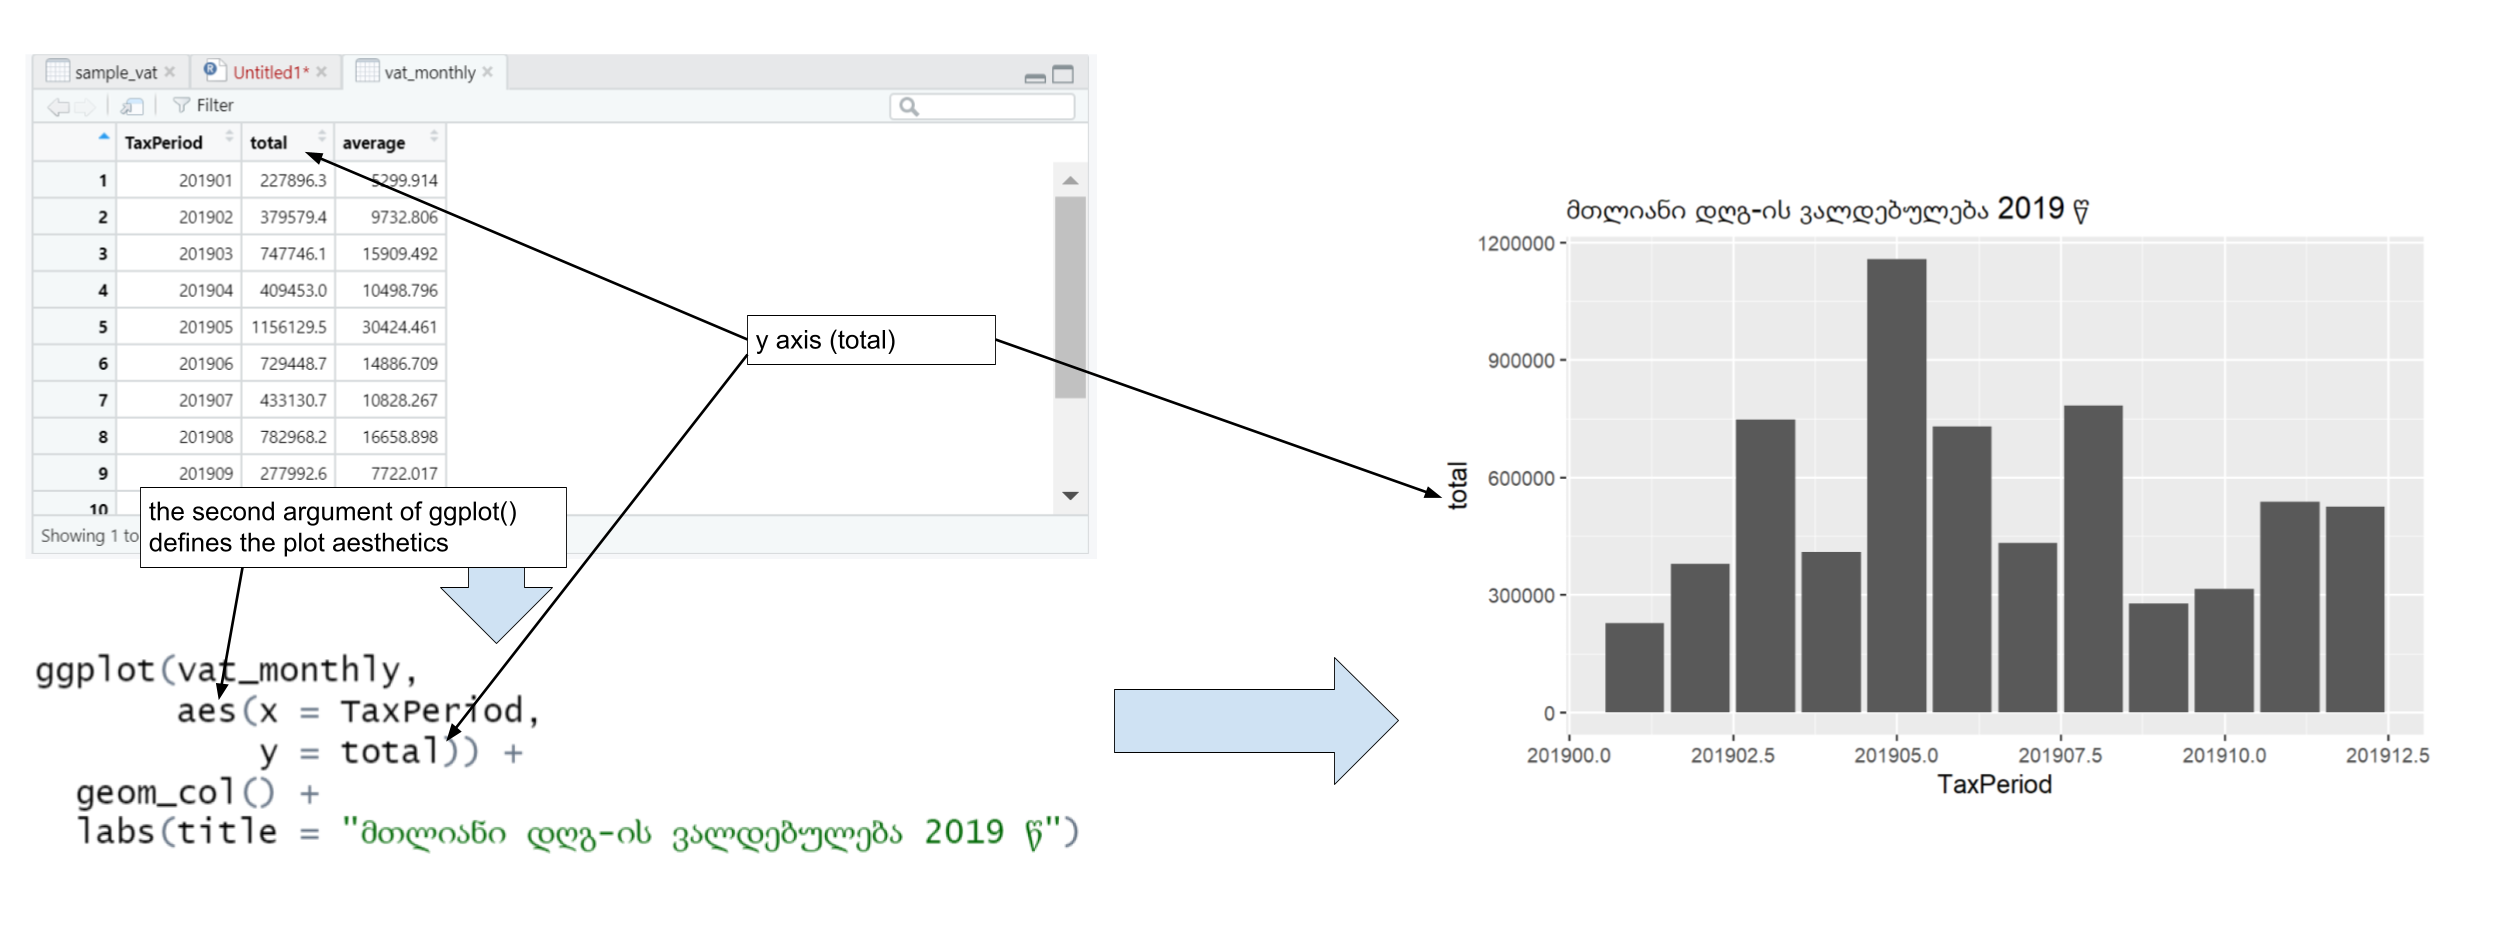 sample_vat
Untitled1*
vat_monthly
Filter
TaxPeriod total average
1 201901 227896.3 5299.914
2 201902 379579.4 9732.806
3 201903 747746.1 15909.492
4 201904 409453.0 10498.796
5 201905 1156129.5 30424.461
6 201906 729448.7 14886.709
7 201907 433130.7 10828.267
8 201908 782968.2 16658.898
9 201909 277992.6 7722.017
10
Showing 1 to
the second argument of ggplot()
defines the plot aesthetics
y axis (total)
ggplot(vat_monthly,
aes(x = TaxPeriod,
y = total)) +
geom_col() +
labs(title = "მთლიანი დღგ-ის ვალდებულება 2019 წ")
მთლიანი დღგ-ის ვალდებულება 2019 წ
1200000
900000
600000
300000
0
total
201900.0 201902.5 201905.0 201907.5 201910.0 201912.5
TaxPeriod